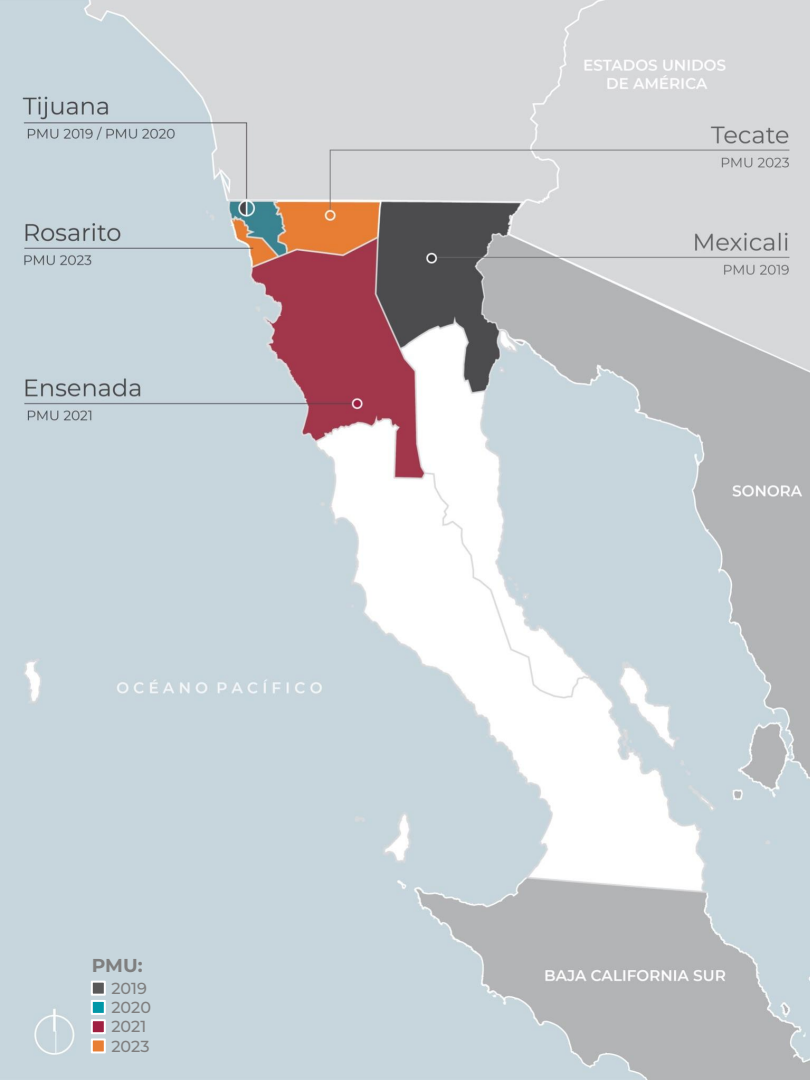 ESTADOS UNIDOS
DE AMÉRICA
Tijuana
PMU 2019 / PMU 2020
Tecate
PMU 2023
Rosarito
PMU 2023
Mexicali
PMU 2019
Ensenada
PMU 2021
SONORA
OCÉANO PACÍFICO
BAJA CALIFORNIA SUR
PMU:
2019
2020
2021
2023